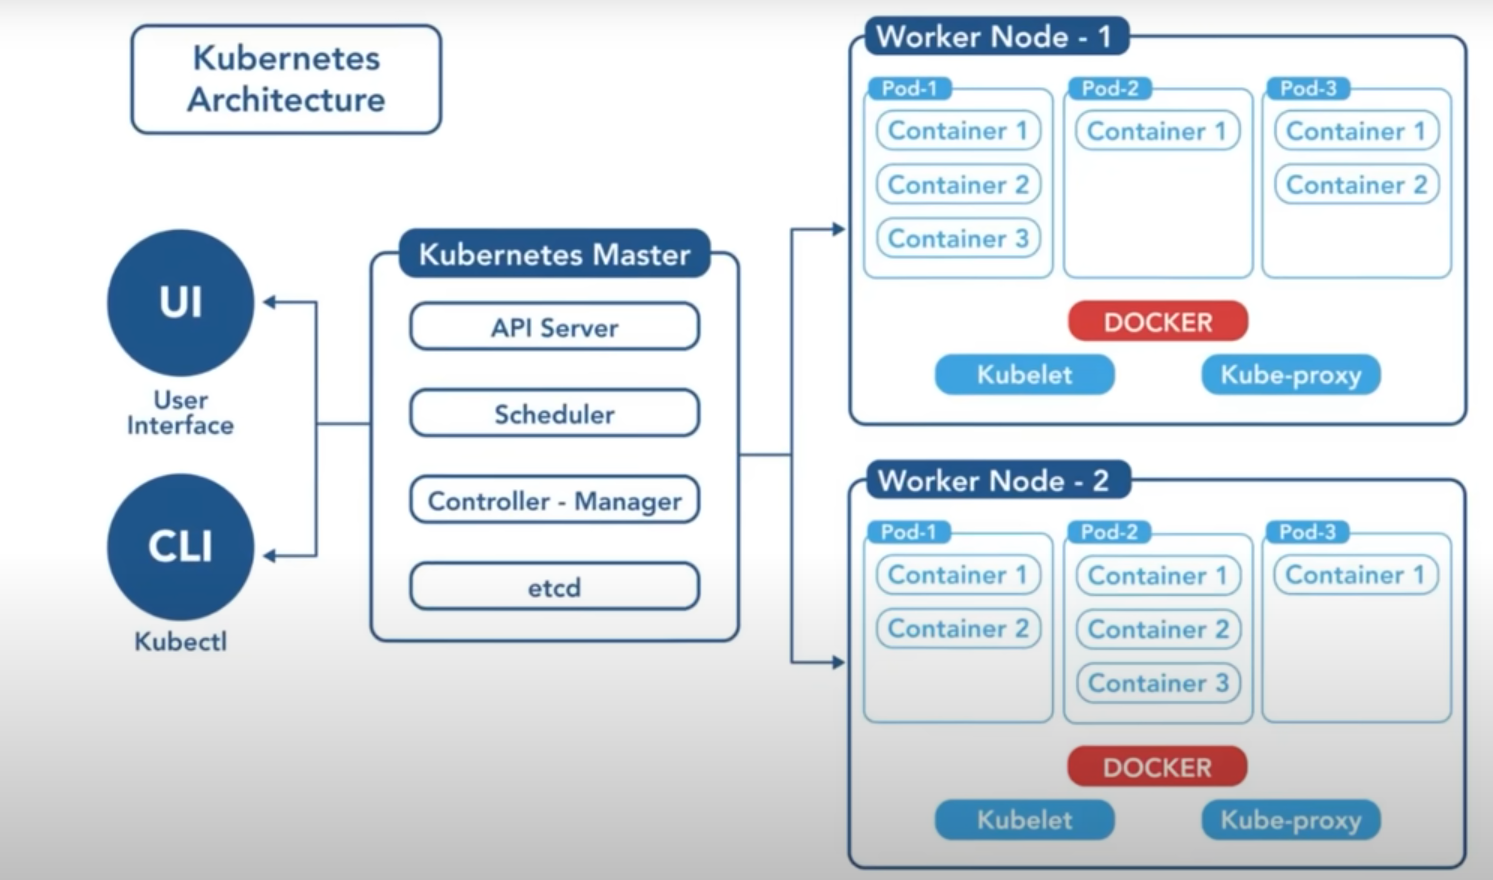 Kubernetes
Architecture
UI
User
Interface
CLI
Kubectl
Kubernetes Master
API Server
Scheduler
Controller - Manager
etcd
Worker Node - 1
Pod-1
Container 1
Container 2
Container 3
Pod-2
Container 1
Pod-3
Container 1
Container 2
DOCKER
Kubelet
Kube-proxy
Worker Node - 2
Pod-1
Container 1
Container 2
Pod-2
Container 1
Container 2
Container 3
Pod-3
Container 1
DOCKER
Kubelet
Kube-proxy